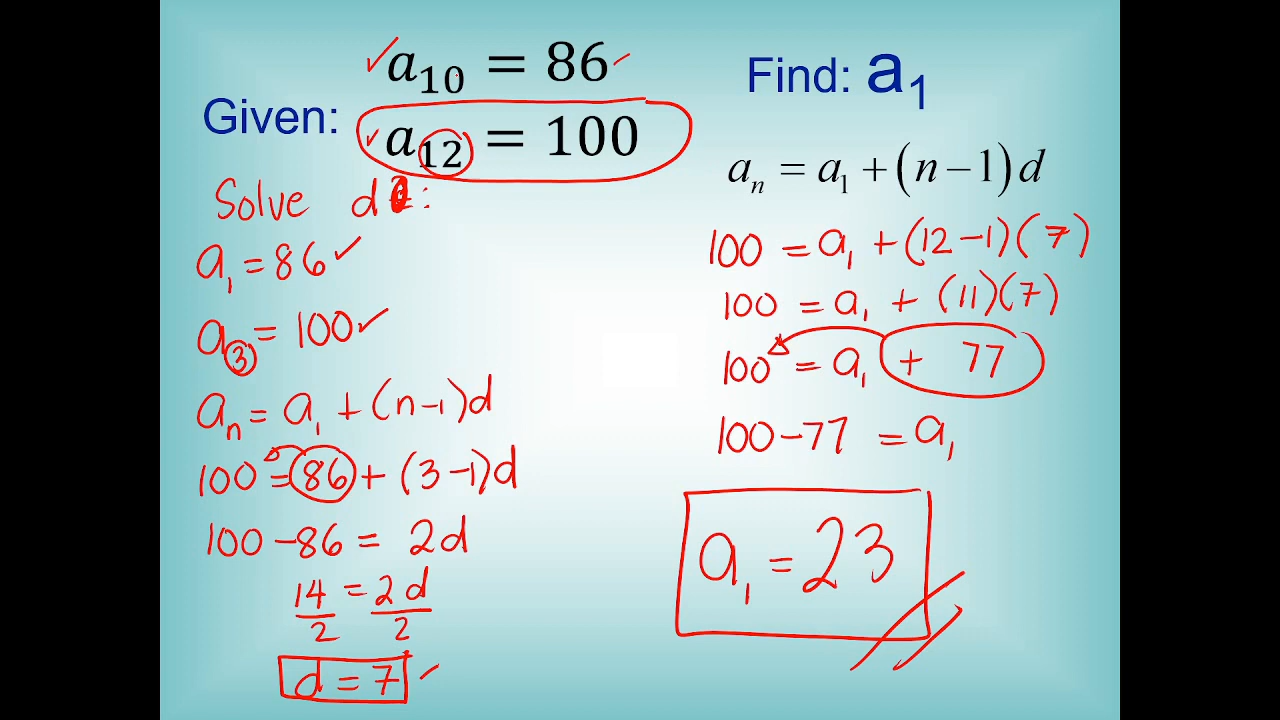 Given:
a₁₀ = 86
a₁₂ = 100
Find: a₁
Solve d :
a₁ = 86
a₃ = 100
aₙ = a₁ + (n-1)d
100 = 86 + (3-1)d
100 - 86 = 2d
14/2 = 2d/2
d = 7
aₙ = a₁ + (n - 1)d
100 = a₁ + (12-1)(7)
100 = a₁ + (11)(7)
100 = a₁ + 77
100 - 77 = a₁
a₁ = 23